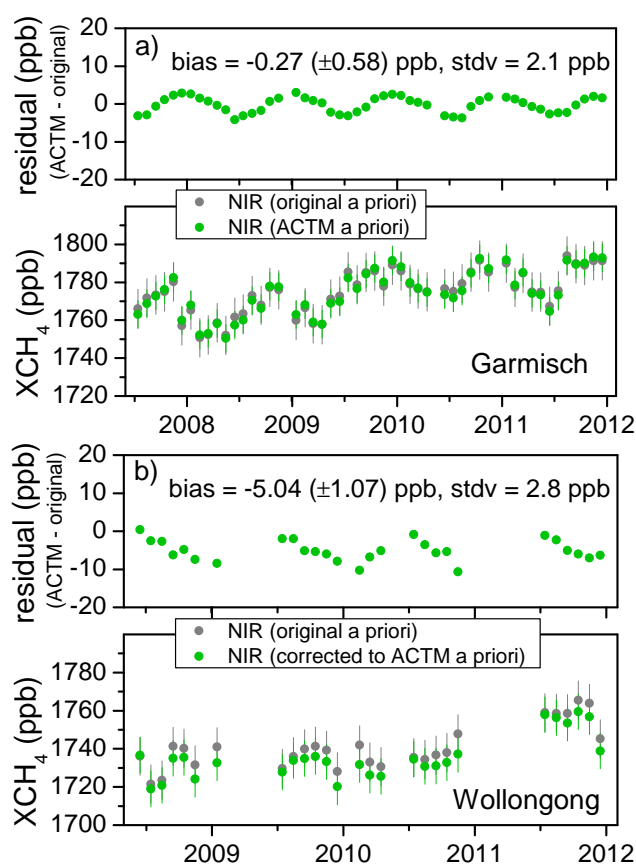 a)
bias = -0.27 (±0.58) ppb, stdv = 2.1 ppb
residual (ppb)
(ACTM - original)
20
10
0
-10
-20
NIR (original a priori)
NIR (ACTM a priori)
XCH4 (ppb)
1800
1780
1760
1740
1720
Garmisch
2008 2009 2010 2011 2012
b)
bias = -5.04 (±1.07) ppb, stdv = 2.8 ppb
residual (ppb)
(ACTM - original)
20
10
0
-10
-20
NIR (original a priori)
NIR (corrected to ACTM a priori)
XCH4 (ppb)
1780
1760
1740
1720
1700
Wollongong
2009 2010 2011 2012